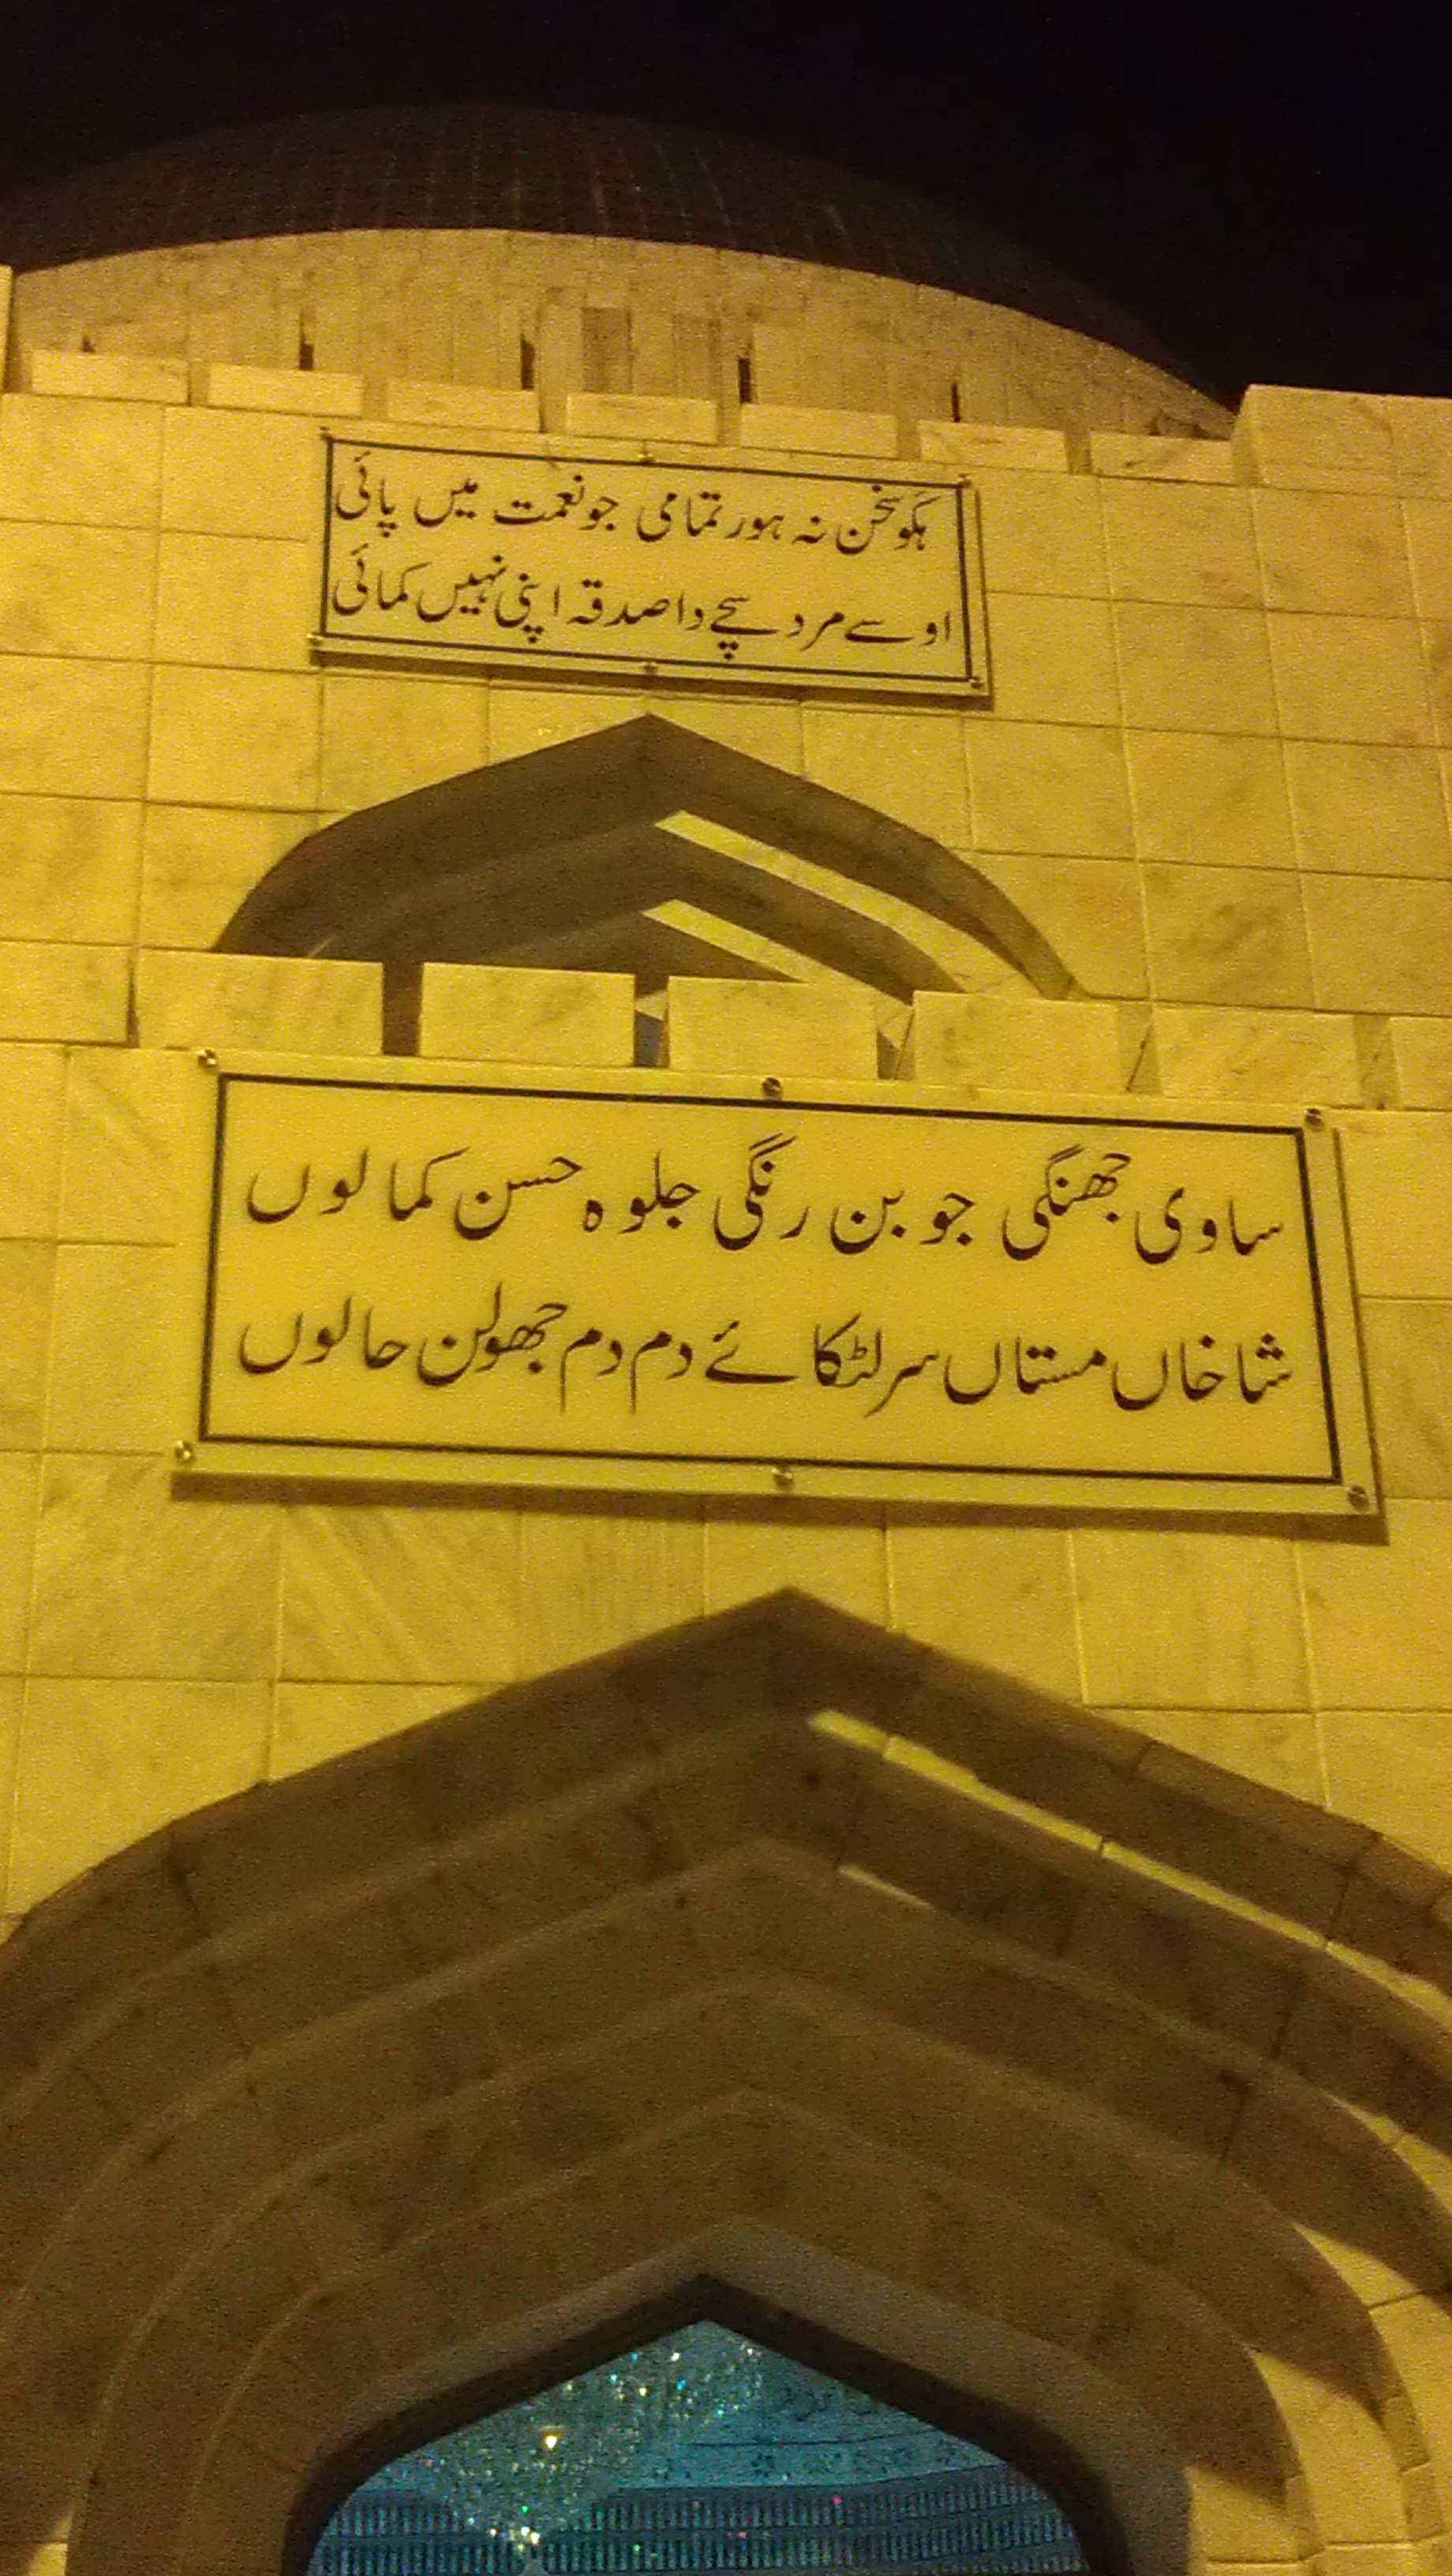 ہکو سخن نہ ہور تمامی جو نعمت میں پائی
اوسے مرد سچے دا صدقہ اپنی نہیں کمائی
ساوی جھنگی جوبن رنگی جلوہ حسن کمالوں
شاخاں مستاں سر لٹکائے دم دم جھولن حالوں